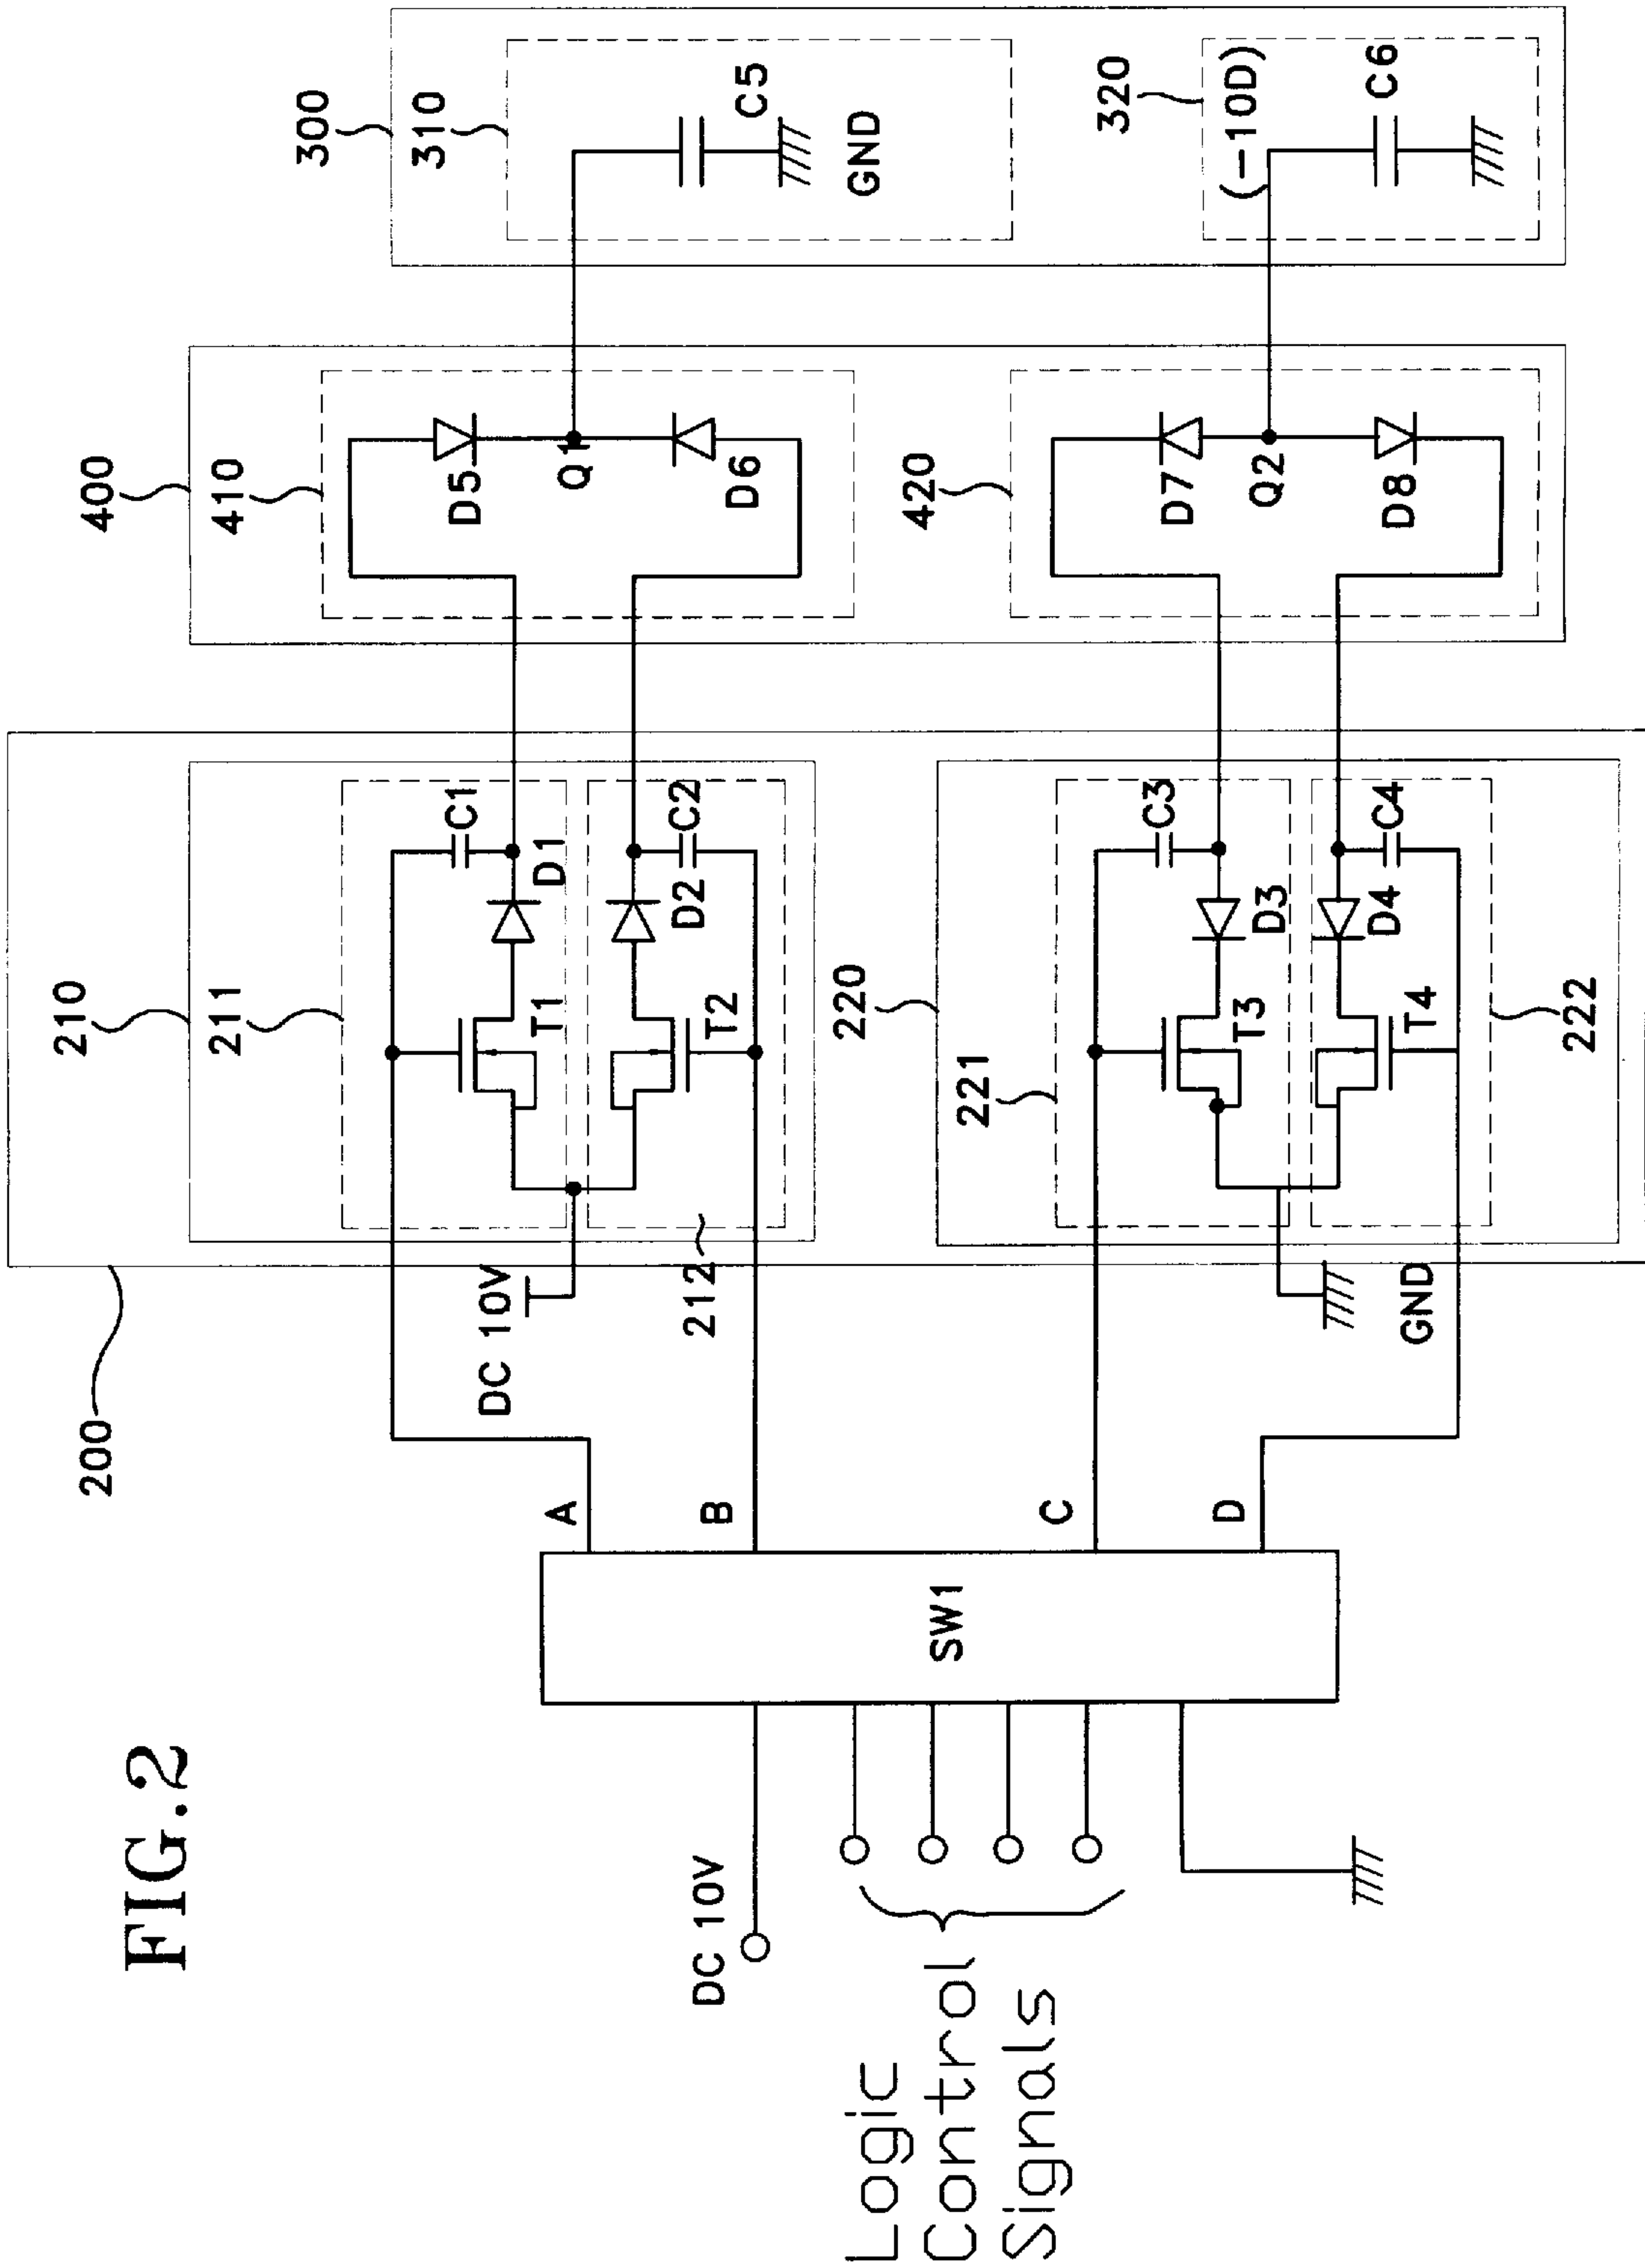 FIG.2
DC 10V
Logic
Control
Signals
SW1
A
B
C
D
200
210
211
212
DC 10V
T1
D1
C1
T2
D2
C2
220
221
222
T3
D3
C3
T4
D4
C4
GND
400
410
D5
Q1
D6
420
D7
Q2
D8
300
310
C5
GND
320
(-10D)
C6